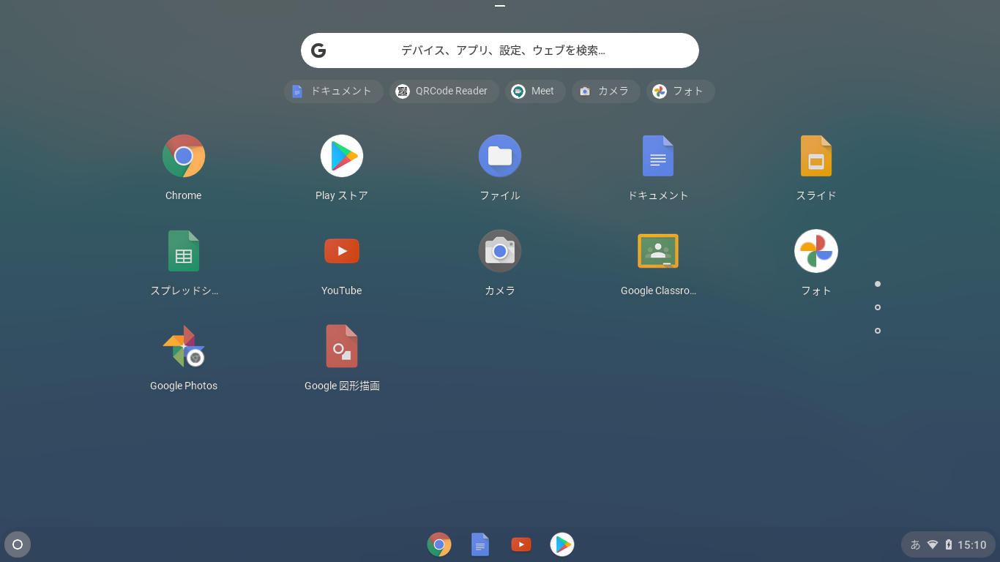 デバイス、アプリ、設定、ウェブを検索…
ドキュメント
QRCode Reader
Meet
カメラ
フォト
Chrome
Play ストア
ファイル
ドキュメント
スライド
スプレッドシ…
YouTube
カメラ
Google Classro…
フォト
Google Photos
Google 図形描画
あ
15:10